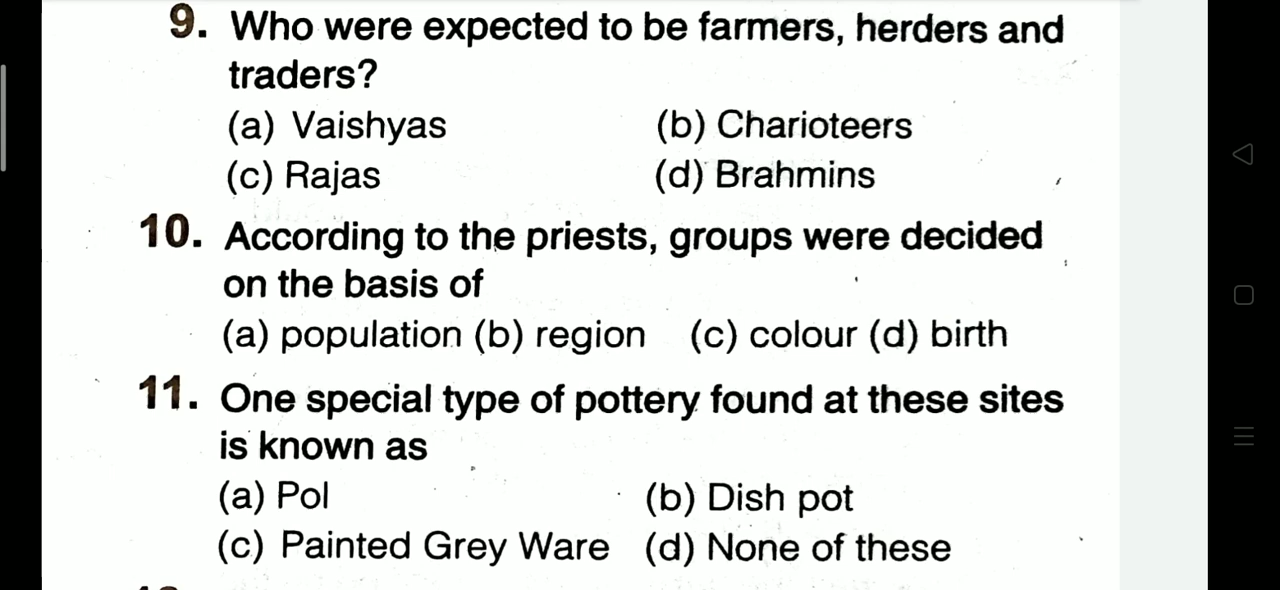 9. Who were expected to be farmers, herders and
traders?
(a) Vaishyas (b) Charioteers
(c) Rajas (d) Brahmins
10. According to the priests, groups were decided
on the basis of
(a) population (b) region (c) colour (d) birth
11. One special type of pottery found at these sites
is known as
(a) Pol (b) Dish pot
(c) Painted Grey Ware (d) None of these